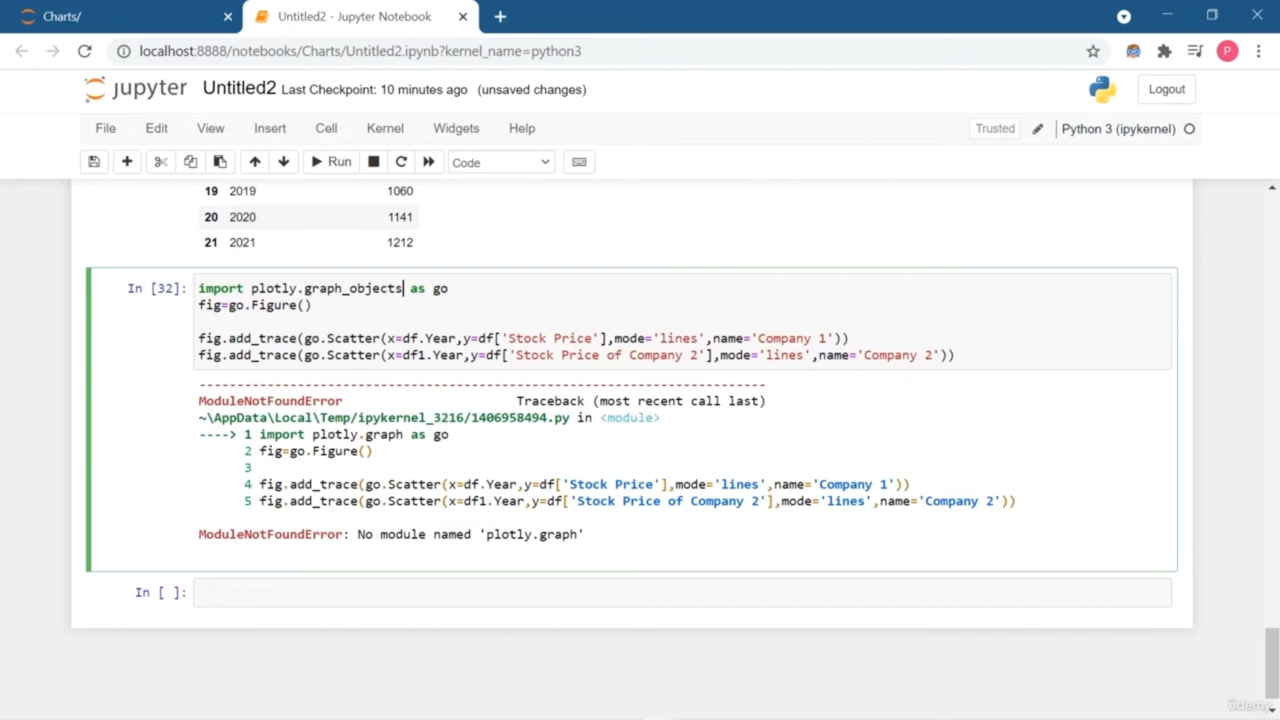 Charts/
Untitled2 - Jupyter Notebook
localhost:8888/notebooks/Charts/Untitled2.ipynb?kernel_name=python3
P
jupyter Untitled2 Last Checkpoint: 10 minutes ago (unsaved changes)
Logout
File Edit View Insert Cell Kernel Widgets Help
Trusted Python 3 (ipykernel)
Run Code
19 2019 1060
20 2020 1141
21 2021 1212
In [32]: import plotly.graph_objects as go
fig=go.Figure()
fig.add_trace(go.Scatter(x=df.Year,y=df['Stock Price'],mode='lines',name='Company 1'))
fig.add_trace(go.Scatter(x=df1.Year,y=df['Stock Price of Company 2'],mode='lines',name='Company 2'))
---------------------------------------------------------------------------
ModuleNotFoundError Traceback (most recent call last)
~\AppData\Local\Temp/ipykernel_3216/1406958494.py in <module>
----> 1 import plotly.graph as go
2 fig=go.Figure()
3
4 fig.add_trace(go.Scatter(x=df.Year,y=df['Stock Price'],mode='lines',name='Company 1'))
5 fig.add_trace(go.Scatter(x=df1.Year,y=df['Stock Price of Company 2'],mode='lines',name='Company 2'))
ModuleNotFoundError: No module named 'plotly.graph'
In [ ]:
ûdemy